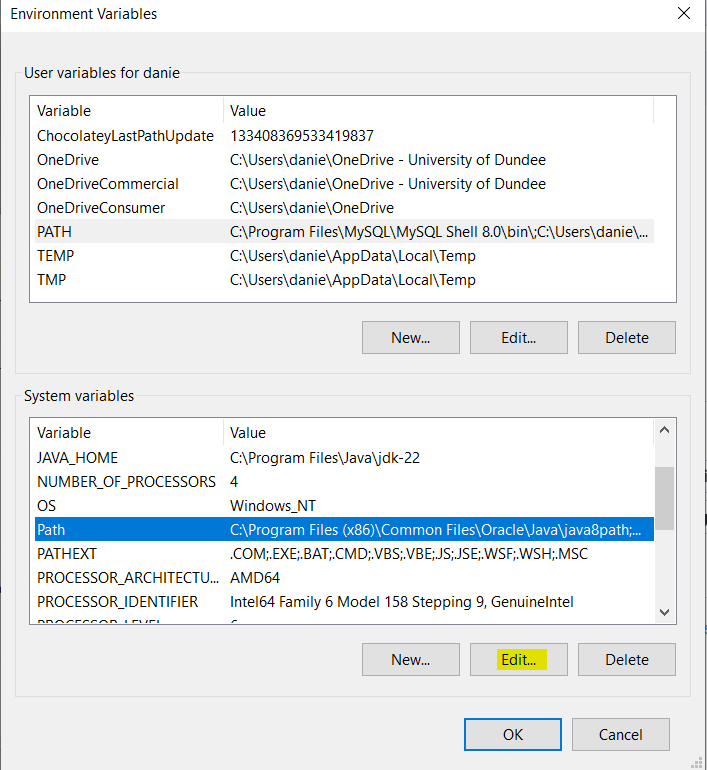 Environment Variables
User variables for danie
Variable Value
ChocolateyLastPathUpdate 133408369533419837
OneDrive C:\Users\danie\OneDrive - University of Dundee
OneDriveCommercial C:\Users\danie\OneDrive - University of Dundee
OneDriveConsumer C:\Users\danie\OneDrive
PATH C:\Program Files\MySQL\MySQL Shell 8.0\bin\;C:\Users\danie\...
TEMP C:\Users\danie\AppData\Local\Temp
TMP C:\Users\danie\AppData\Local\Temp
New... Edit... Delete
System variables
Variable Value
JAVA_HOME C:\Program Files\Java\jdk-22
NUMBER_OF_PROCESSORS 4
OS Windows_NT
Path C:\Program Files (x86)\Common Files\Oracle\Java\java8path;...
PATHEXT .COM;.EXE;.BAT;.CMD;.VBS;.VBE;.JS;.JSE;.WSF;.WSH;.MSC
PROCESSOR_ARCHITECTU... AMD64
PROCESSOR_IDENTIFIER Intel64 Family 6 Model 158 Stepping 9, GenuineIntel
New... Edit... Delete
OK Cancel